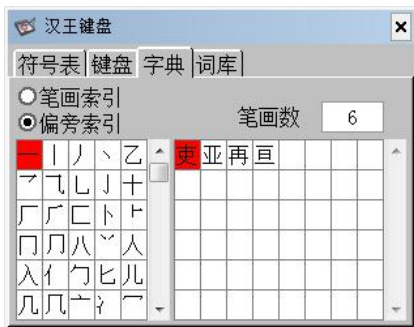 汉王键盘
符号表 键盘 字典 词库
笔画索引
偏旁索引
笔画数 6
一 丨 丿 丶 乙 吏 亚 再 亘
乛 ⺄ 乚 亅 十
厂 𠂆 匚 卜 ⺊
冂 ⺆ 八 丷 人
入 亻 勹 匕 儿
几 𠘨 亠 冫 冖